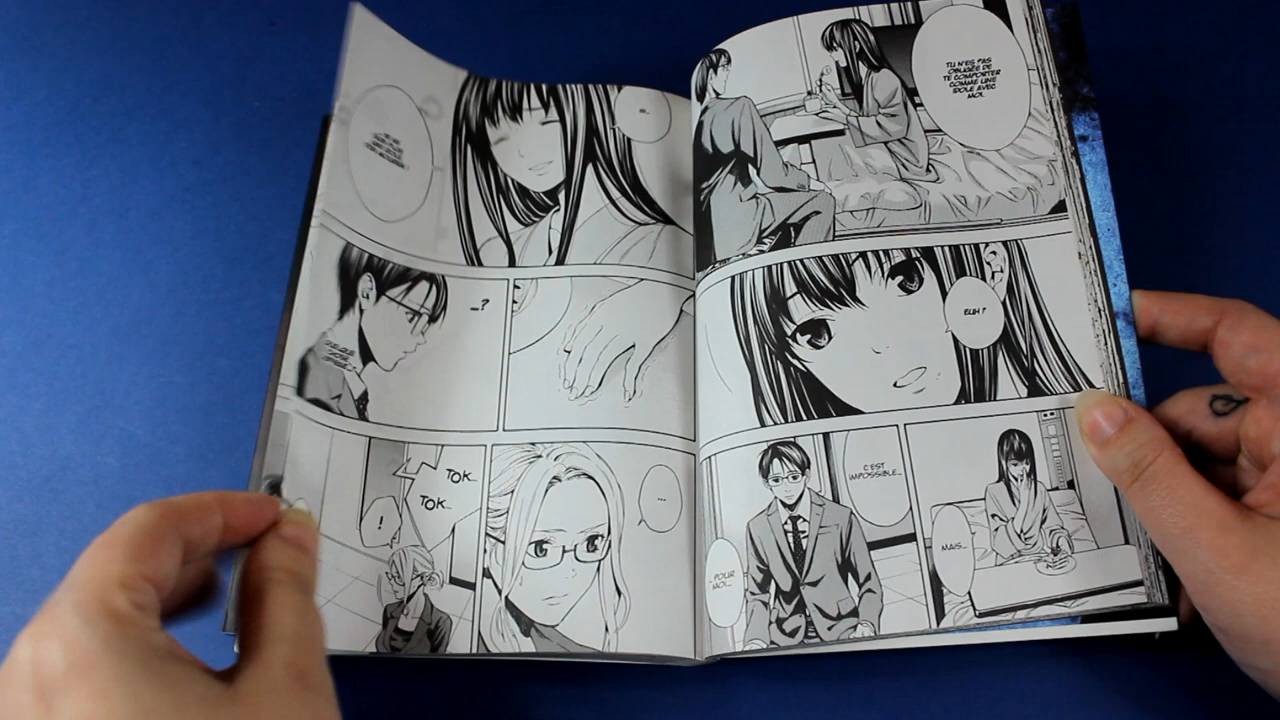 ...?
TOK...
TOK...
!
...
TU N'ES PAS
OBLIGÉE DE
TE COMPORTER
COMME UNE
IDOLE AVEC
MOI.
EUH ?
C'EST
IMPOSSIBLE...
...POUR
MOI...
MAIS...